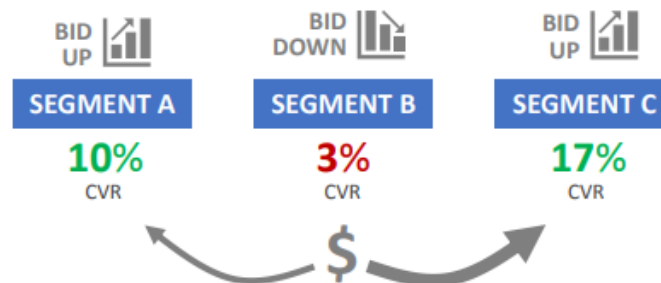 BID UP
BID DOWN
BID UP
SEGMENT A
SEGMENT B
SEGMENT C
10%
3%
17%
CVR
CVR
CVR
$